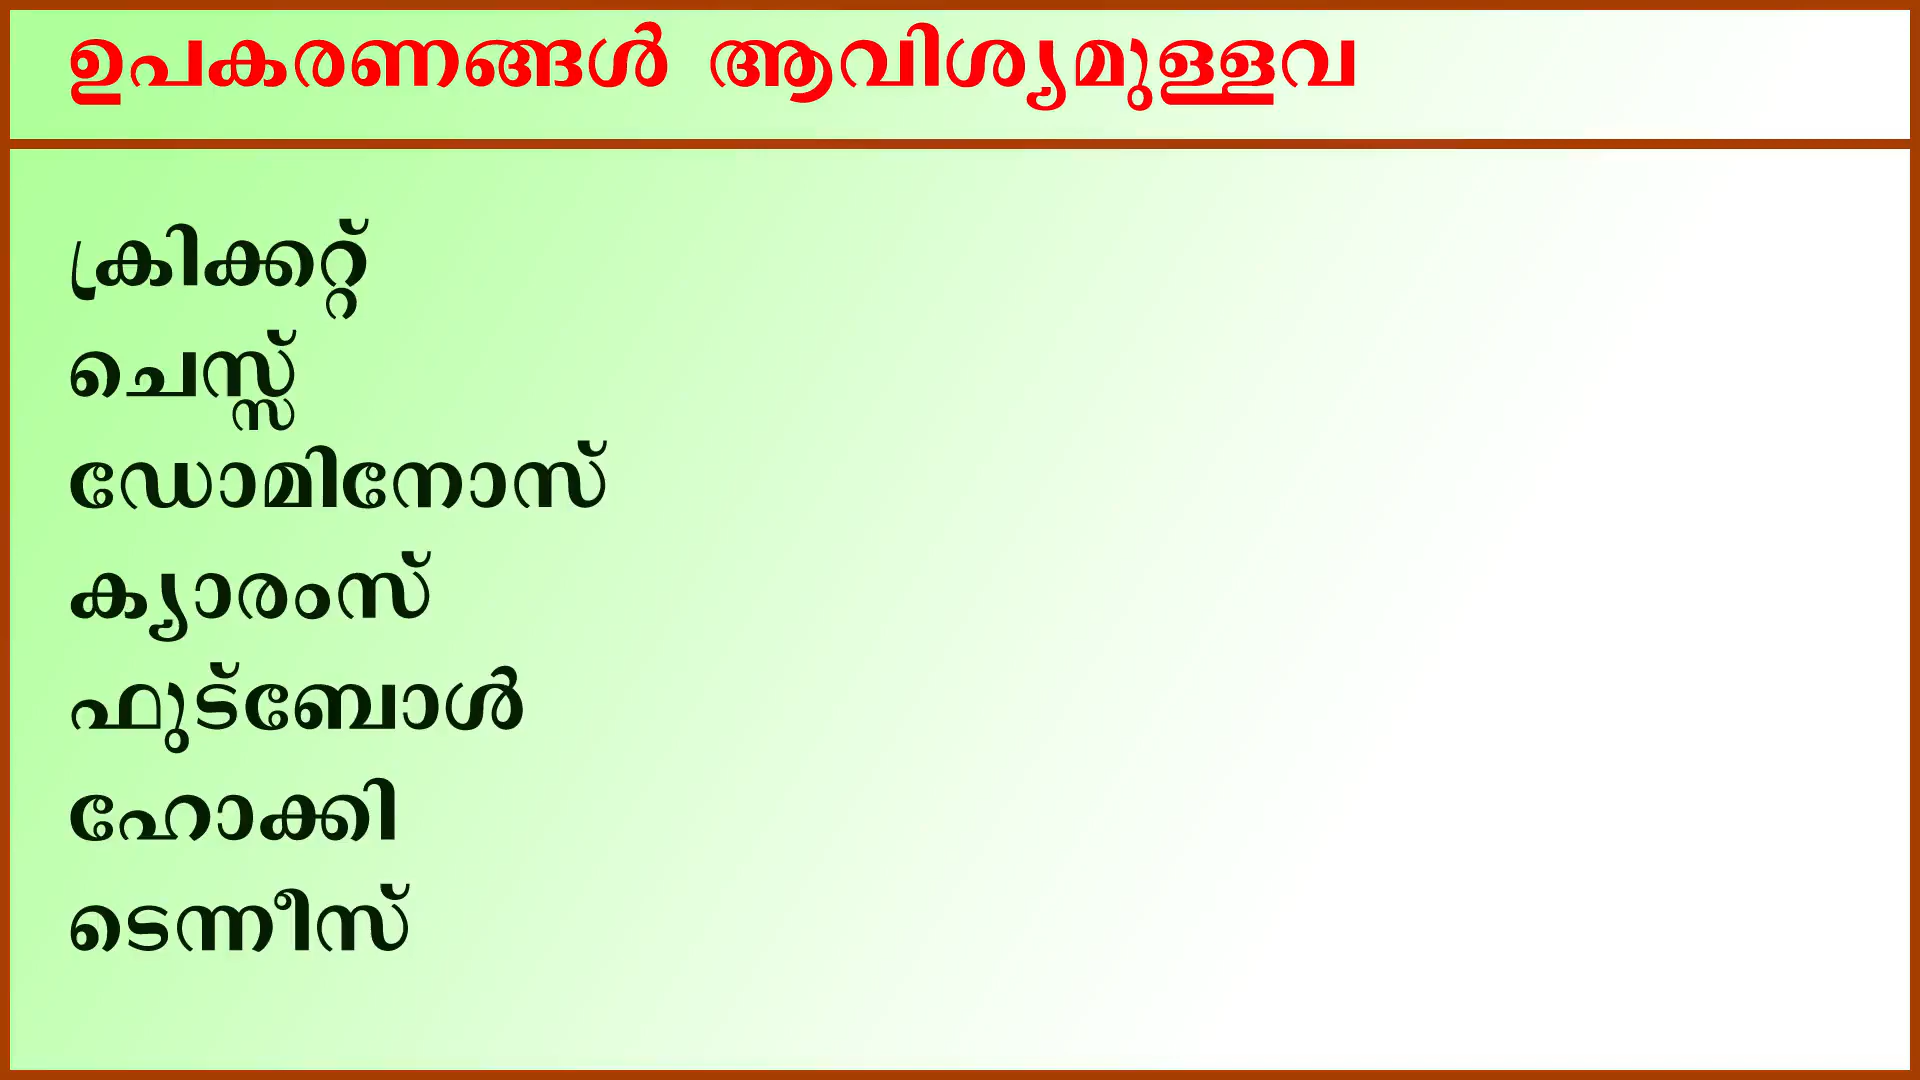 ഉപകരണങ്ങൾ ആവിശ്യമുള്ളവ
ക്രിക്കറ്റ്
ചെസ്സ്
ഡോമിനോസ്
ക്യാരംസ്
ഫുട്ബോൾ
ഹോക്കി
ടെന്നീസ്